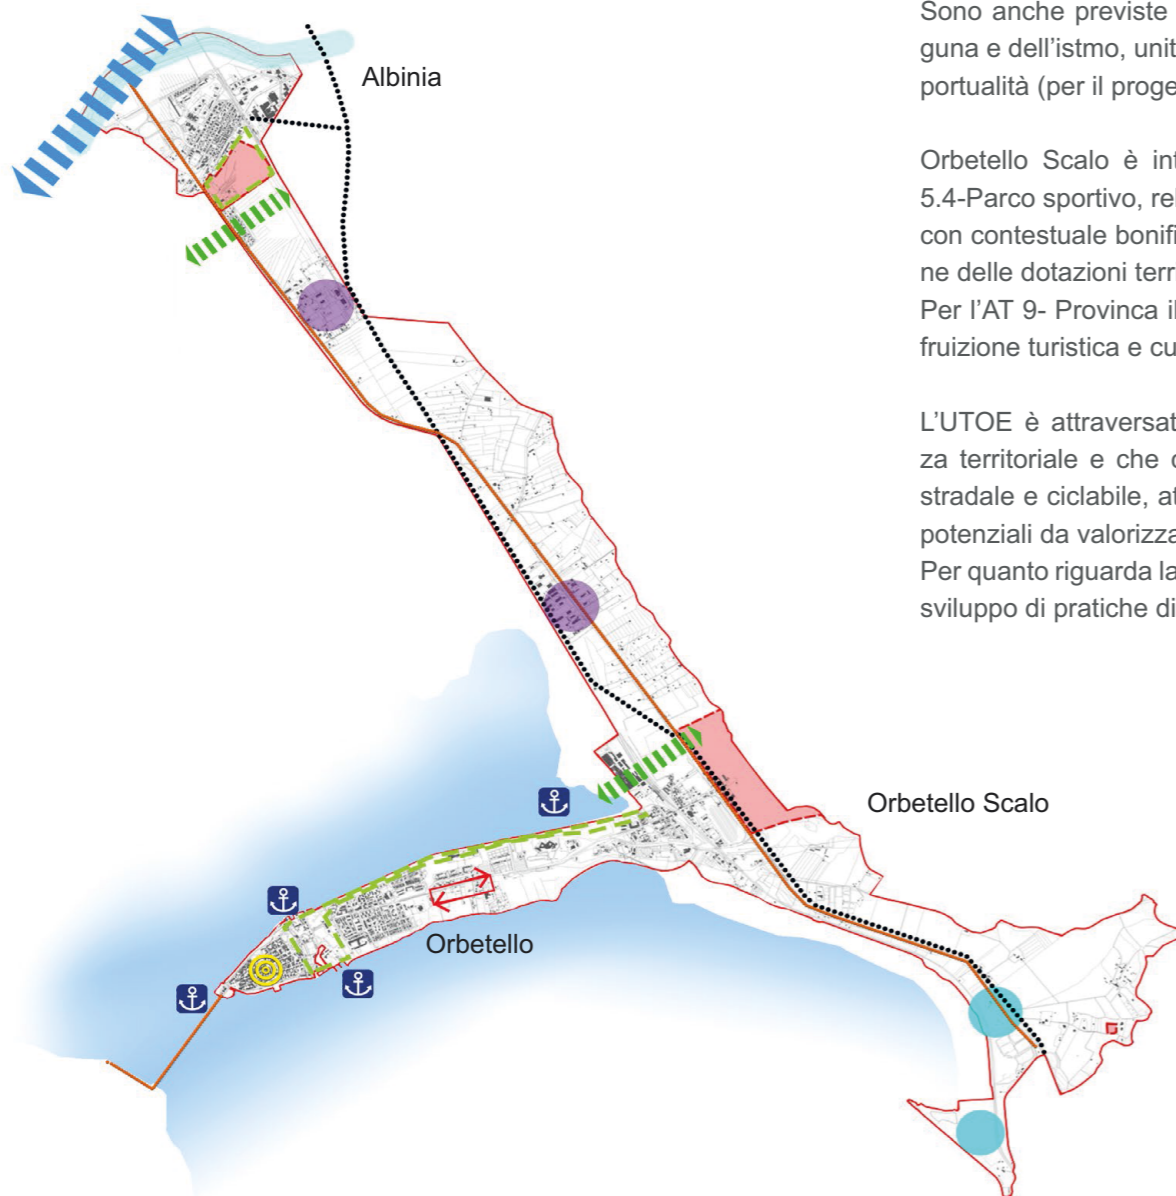 Sono anche previste
guna e dell'istmo, unit
portualità (per il proge
Orbetello Scalo è int
5.4-Parco sportivo, rel
con contestuale bonifi
ne delle dotazioni terr
Per l'AT 9- Provinca il
fruizione turistica e cu
L'UTOE è attraversat
za territoriale e che c
stradale e ciclabile, at
potenziali da valorizza
Per quanto riguarda la
sviluppo di pratiche di
Albinia
Orbetello Scalo
Orbetello